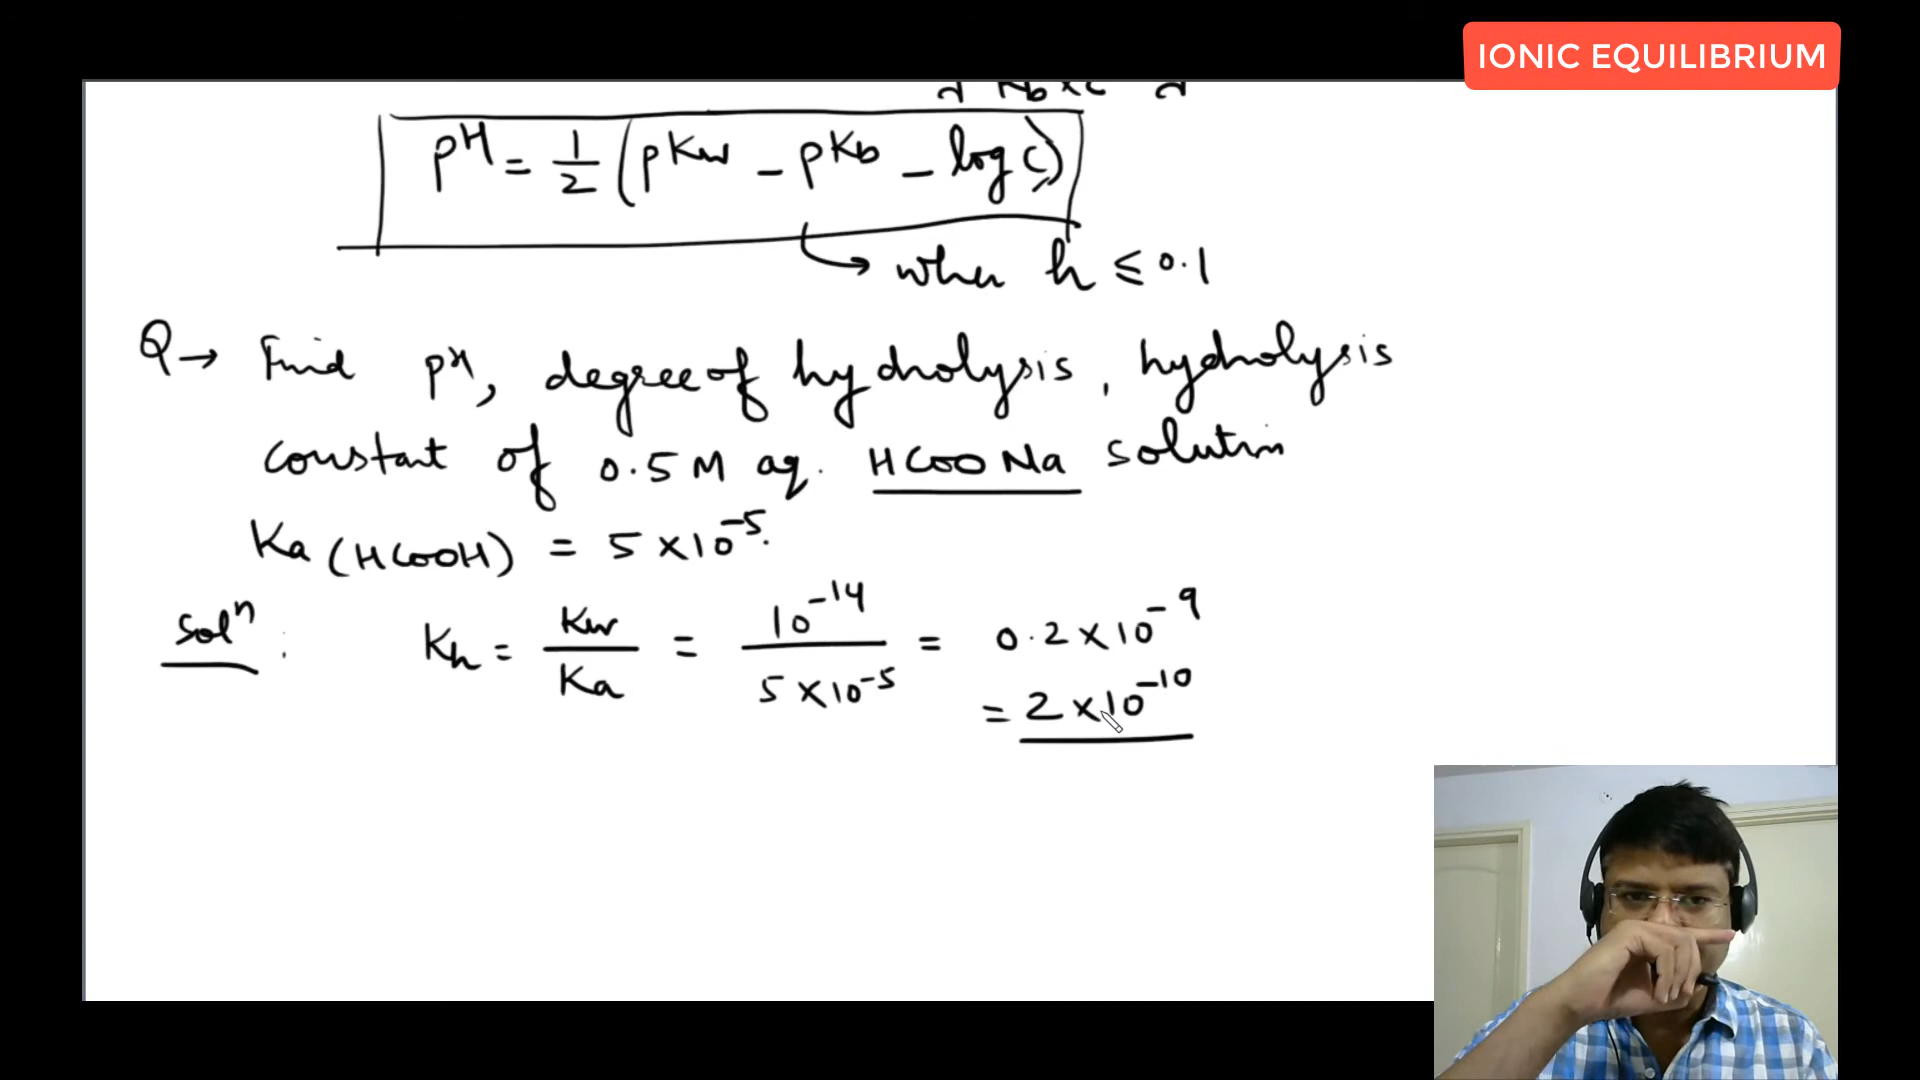 IONIC EQUILIBRIUM
Kb×C
pH = 1/2 (pKw - pKb - log C)
when h ≤ 0.1
Q → Find pH, degree of hydrolysis, hydrolysis
constant of 0.5 M aq. HCOONa solution
Ka (HCOOH) = 5 × 10⁻⁵.
Solⁿ : Kh = Kw/Ka = 10⁻¹⁴/5 × 10⁻⁵ = 0.2 × 10⁻⁹
= 2 × 10⁻¹⁰